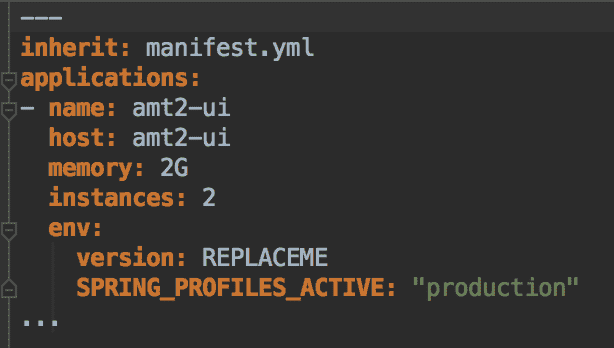 ---
inherit: manifest.yml
applications:
- name: amt2-ui
  host: amt2-ui
  memory: 2G
  instances: 2
  env:
    version: REPLACEME
    SPRING_PROFILES_ACTIVE: "production"
...